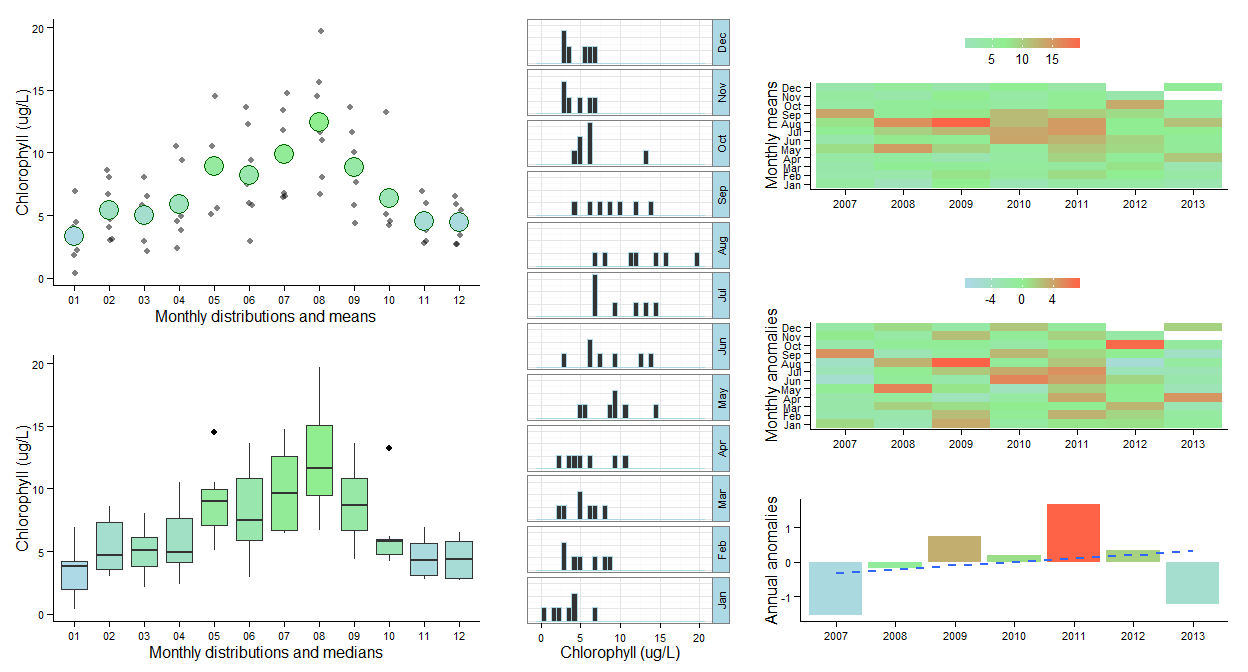 20
15
10
5
0
Chlorophyll (ug/L)
01 02 03 04 05 06 07 08 09 10 11 12
Monthly distributions and means
20
15
10
5
0
Chlorophyll (ug/L)
01 02 03 04 05 06 07 08 09 10 11 12
Monthly distributions and medians
Dec
Nov
Oct
Sep
Aug
Jul
Jun
May
Apr
Mar
Feb
Jan
0 5 10 15 20
Chlorophyll (ug/L)
5 10 15
Monthly means
Dec
Nov
Oct
Sep
Aug
Jul
Jun
May
Apr
Mar
Feb
Jan
2007 2008 2009 2010 2011 2012 2013
-4 0 4
Monthly anomalies
Dec
Nov
Oct
Sep
Aug
Jul
Jun
May
Apr
Mar
Feb
Jan
2007 2008 2009 2010 2011 2012 2013
Annual anomalies
1
0
-1
2007 2008 2009 2010 2011 2012 2013